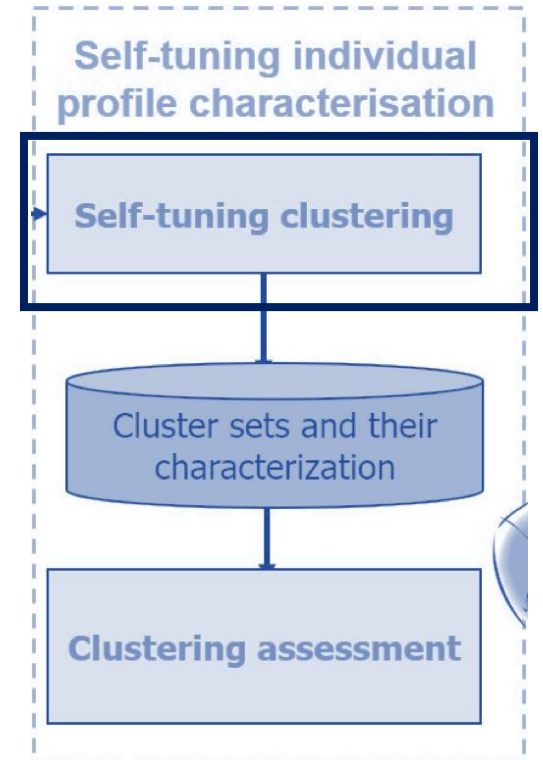 Self-tuning individual
profile characterisation
Self-tuning clustering
Cluster sets and their
characterization
Clustering assessment